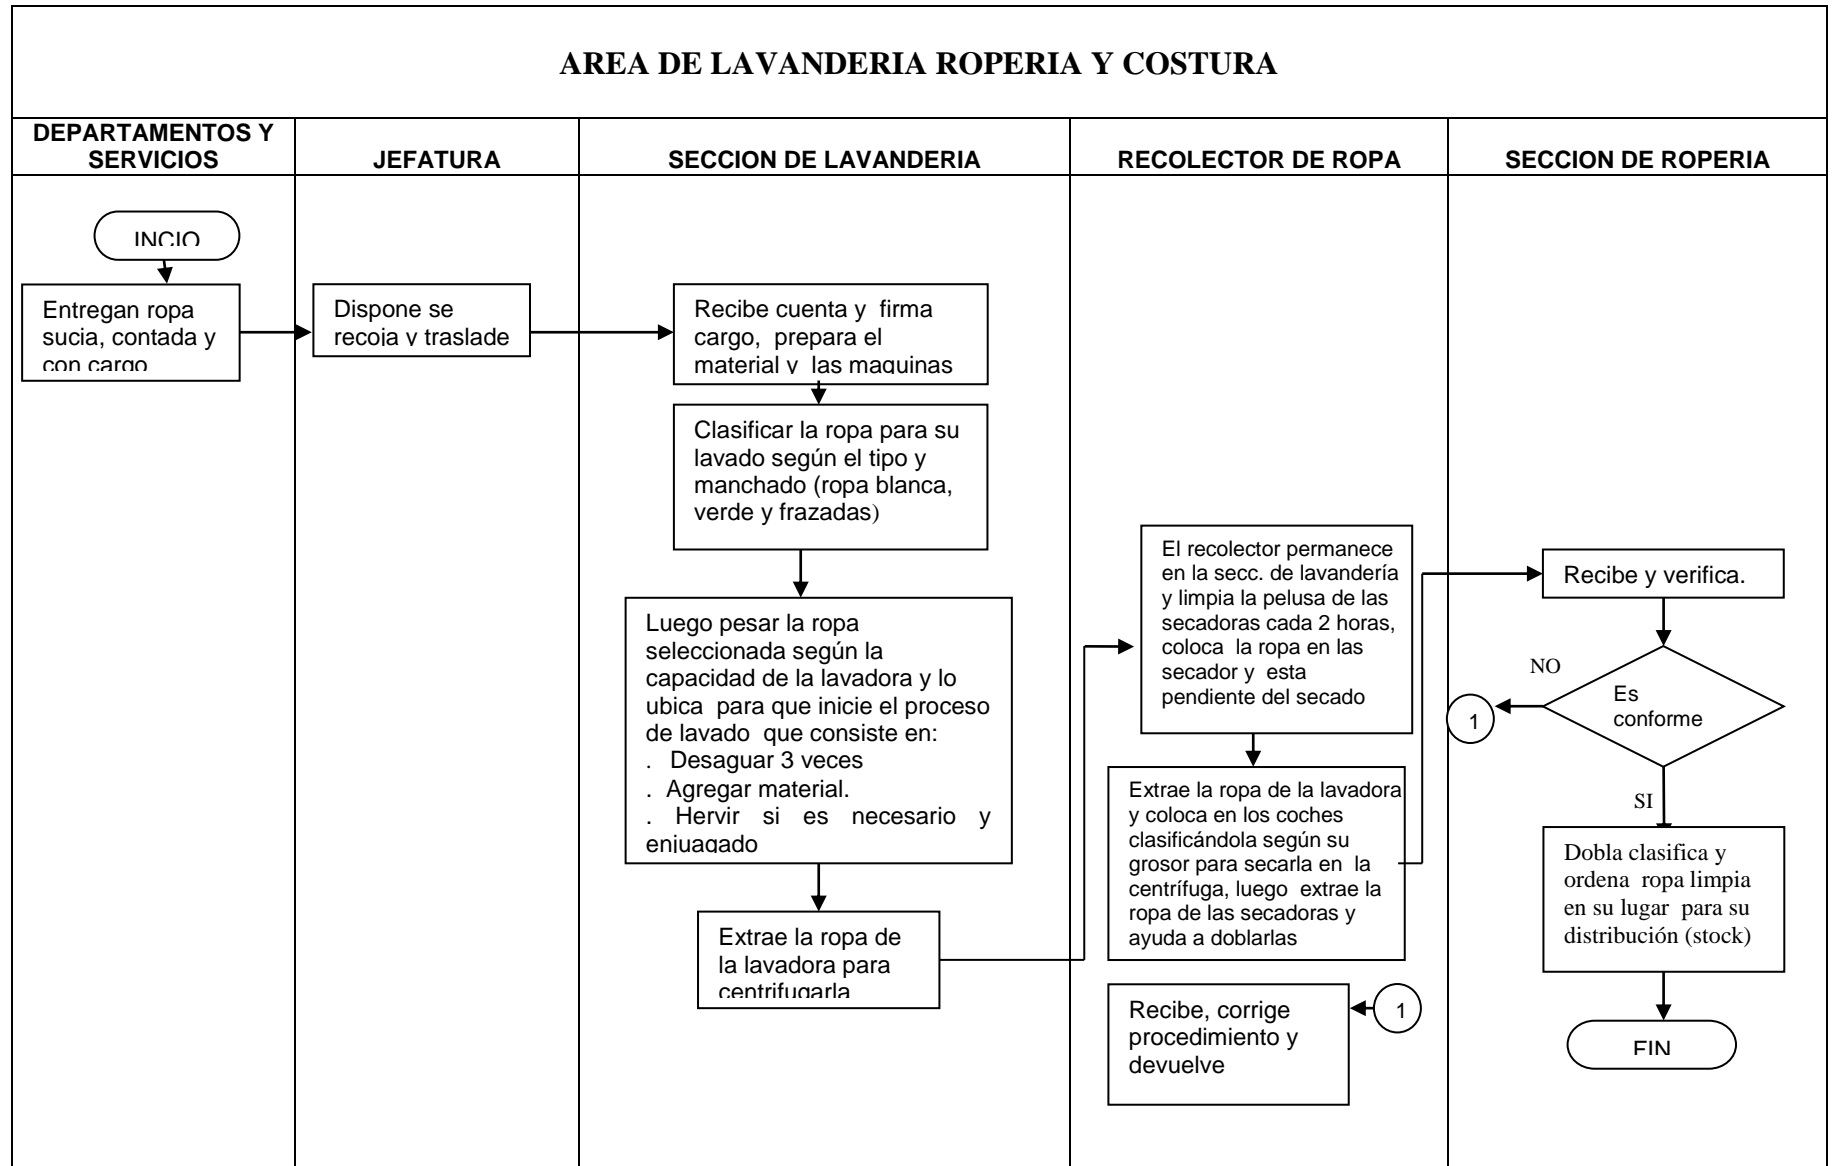 AREA DE LAVANDERIA ROPERIA Y COSTURA
DEPARTAMENTOS Y
SERVICIOS
JEFATURA
SECCION DE LAVANDERIA
RECOLECTOR DE ROPA
SECCION DE ROPERIA
INCIO
Entregan ropa
sucia, contada y
con cargo
Dispone se
recoja y traslade
Recibe cuenta y firma
cargo, prepara el
material y las maquinas
Clasificar la ropa para su
lavado según el tipo y
manchado (ropa blanca,
verde y frazadas)
Luego pesar la ropa
seleccionada según la
capacidad de la lavadora y lo
ubica para que inicie el proceso
de lavado que consiste en:
. Desaguar 3 veces
. Agregar material.
. Hervir si es necesario y
enjuagado
Extrae la ropa de
la lavadora para
centrifugarla
El recolector permanece
en la secc. de lavandería
y limpia la pelusa de las
secadoras cada 2 horas,
coloca la ropa en las
secador y esta
pendiente del secado
Extrae la ropa de la lavadora
y coloca en los coches
clasificándola según su
grosor para secarla en la
centrífuga, luego extrae la
ropa de las secadoras y
ayuda a doblarlas
Recibe, corrige
procedimiento y
devuelve
1
Recibe y verifica.
NO
Es
conforme
1
SI
Dobla clasifica y
ordena ropa limpia
en su lugar para su
distribución (stock)
FIN